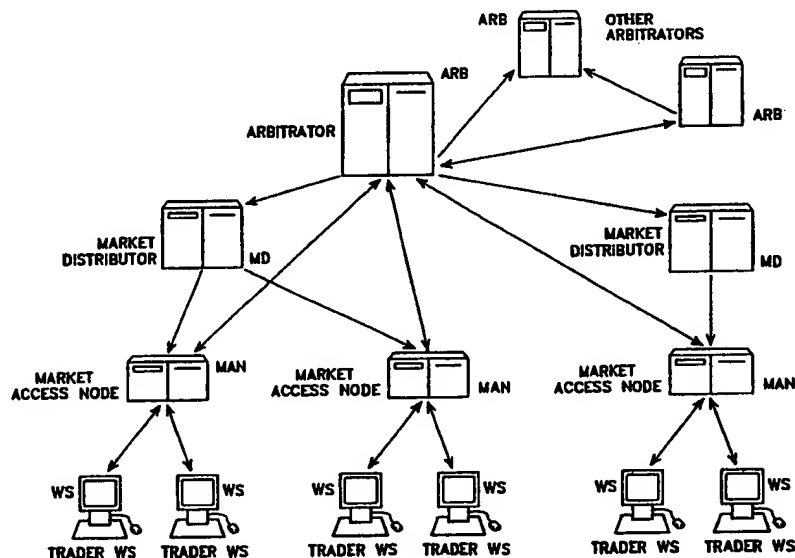 ARB
OTHER
ARBITRATORS
ARB
ARBITRATOR
ARB
MARKET
DISTRIBUTOR
MD
MARKET
DISTRIBUTOR
MD
MARKET
ACCESS NODE
MAN
MARKET
ACCESS NODE
MAN
MARKET
ACCESS NODE
MAN
WS
WS
WS
WS
WS
WS
TRADER WS
TRADER WS
TRADER WS
TRADER WS
TRADER WS
TRADER WS